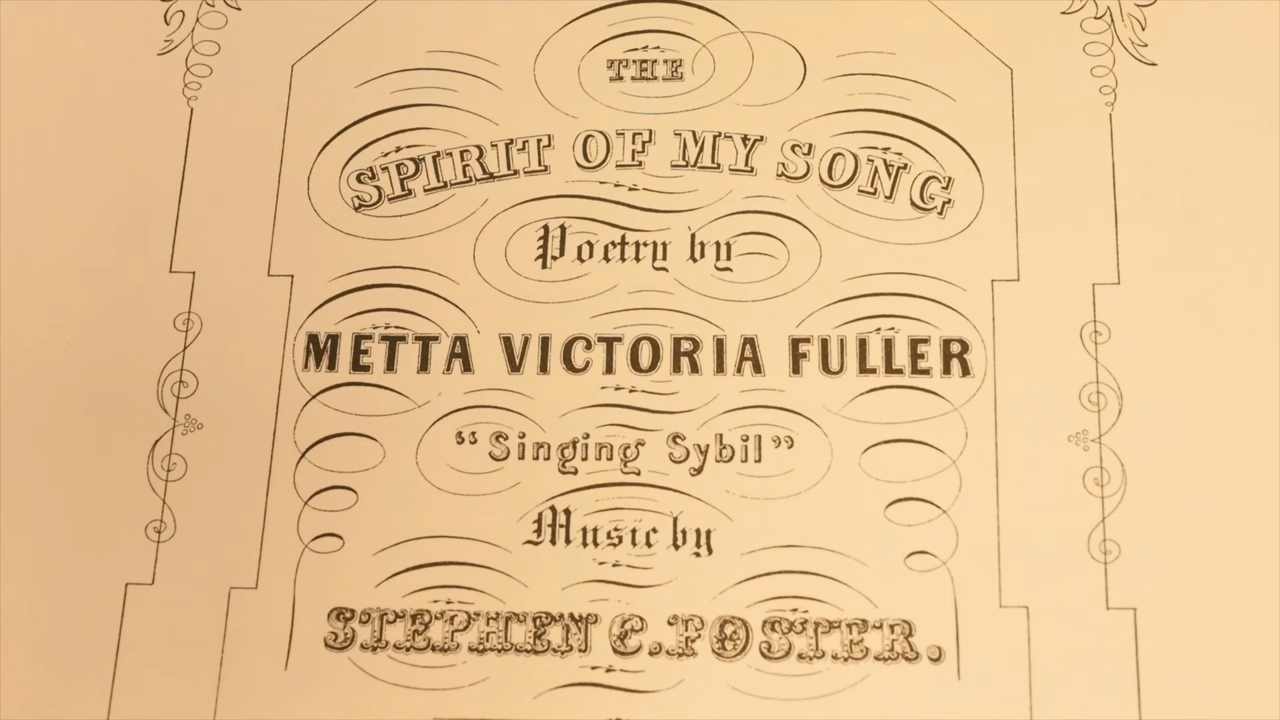 THE
SPIRIT OF MY SONG
Poetry by
METTA VICTORIA FULLER
“Singing Sybil”
Music by
STEPHEN C. FOSTER.